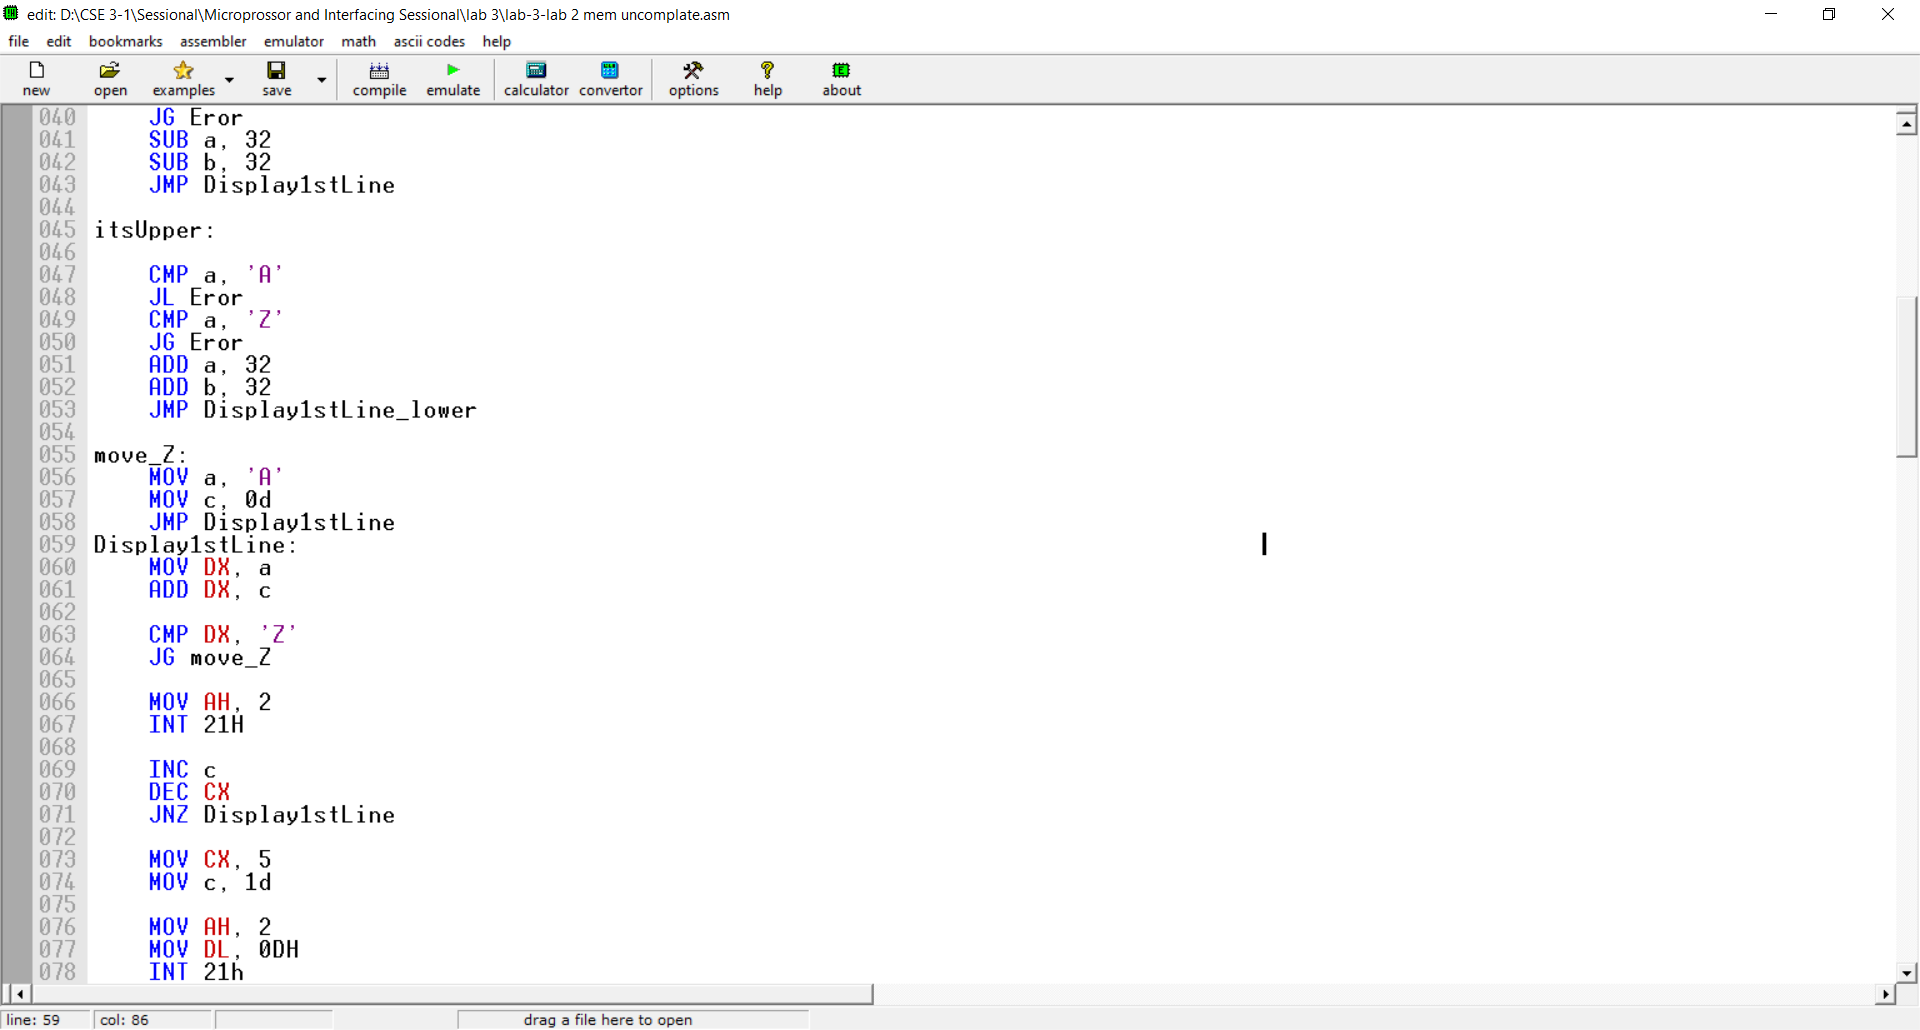 edit: D:\CSE 3-1\Sessional\Microprossor and Interfacing Sessional\lab 3\lab-3-lab 2 mem uncomplate.asm
file edit bookmarks assembler emulator math ascii codes help
new open examples save compile emulate calculator convertor options help about
040 JG Eror
041 SUB a, 32
042 SUB b, 32
043 JMP Display1stLine
044
045 itsUpper:
046
047 CMP a, 'A'
048 JL Eror
049 CMP a, 'Z'
050 JG Eror
051 ADD a, 32
052 ADD b, 32
053 JMP Display1stLine_lower
054
055 move_Z:
056 MOV a, 'A'
057 MOV c, 0d
058 JMP Display1stLine
059 Display1stLine:
060 MOV DX, a
061 ADD DX, c
062
063 CMP DX, 'Z'
064 JG move_Z
065
066 MOV AH, 2
067 INT 21H
068
069 INC c
070 DEC CX
071 JNZ Display1stLine
072
073 MOV CX, 5
074 MOV c, 1d
075
076 MOV AH, 2
077 MOV DL, 0DH
078 INT 21h
line: 59 col: 86 drag a file here to open